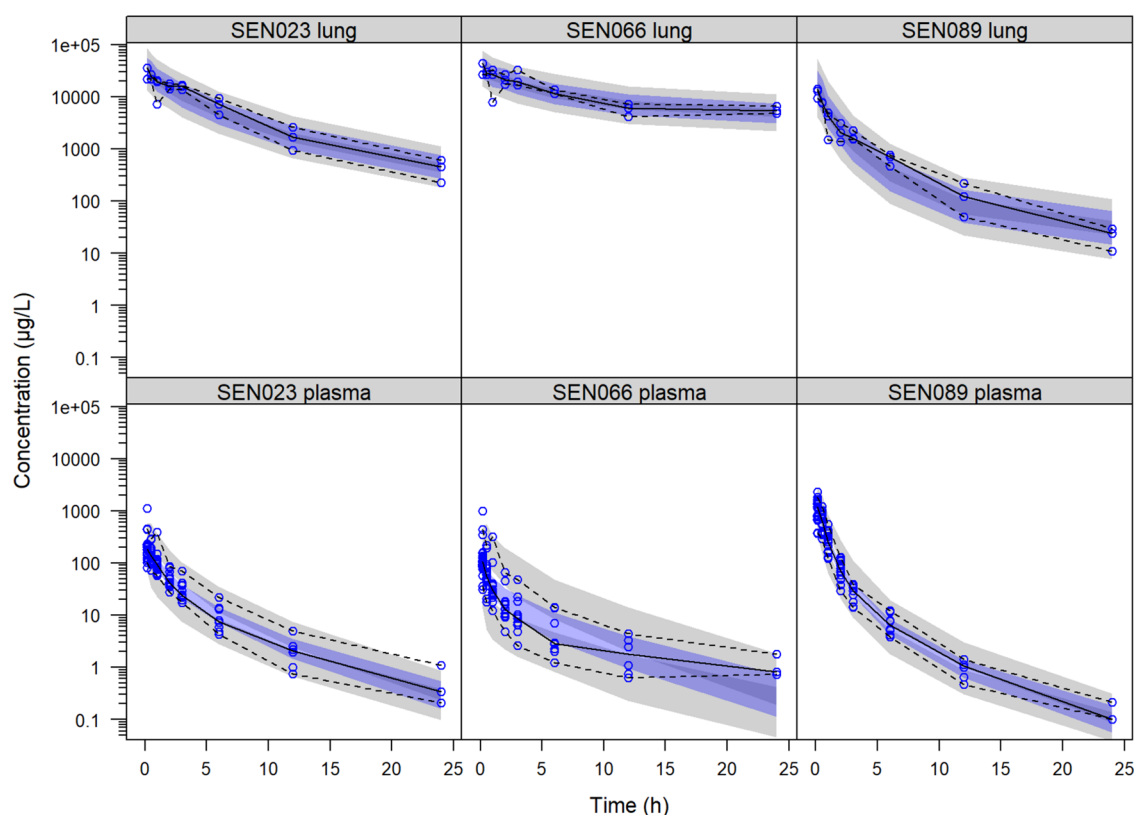 SEN023 lung SEN066 lung SEN089 lung
1e+05
10000
1000
100
10
1
0.1
SEN023 plasma SEN066 plasma SEN089 plasma
1e+05
10000
1000
100
10
1
0.1
Concentration (µg/L)
0 5 10 15 20 25 0 5 10 15 20 25 0 5 10 15 20 25
Time (h)